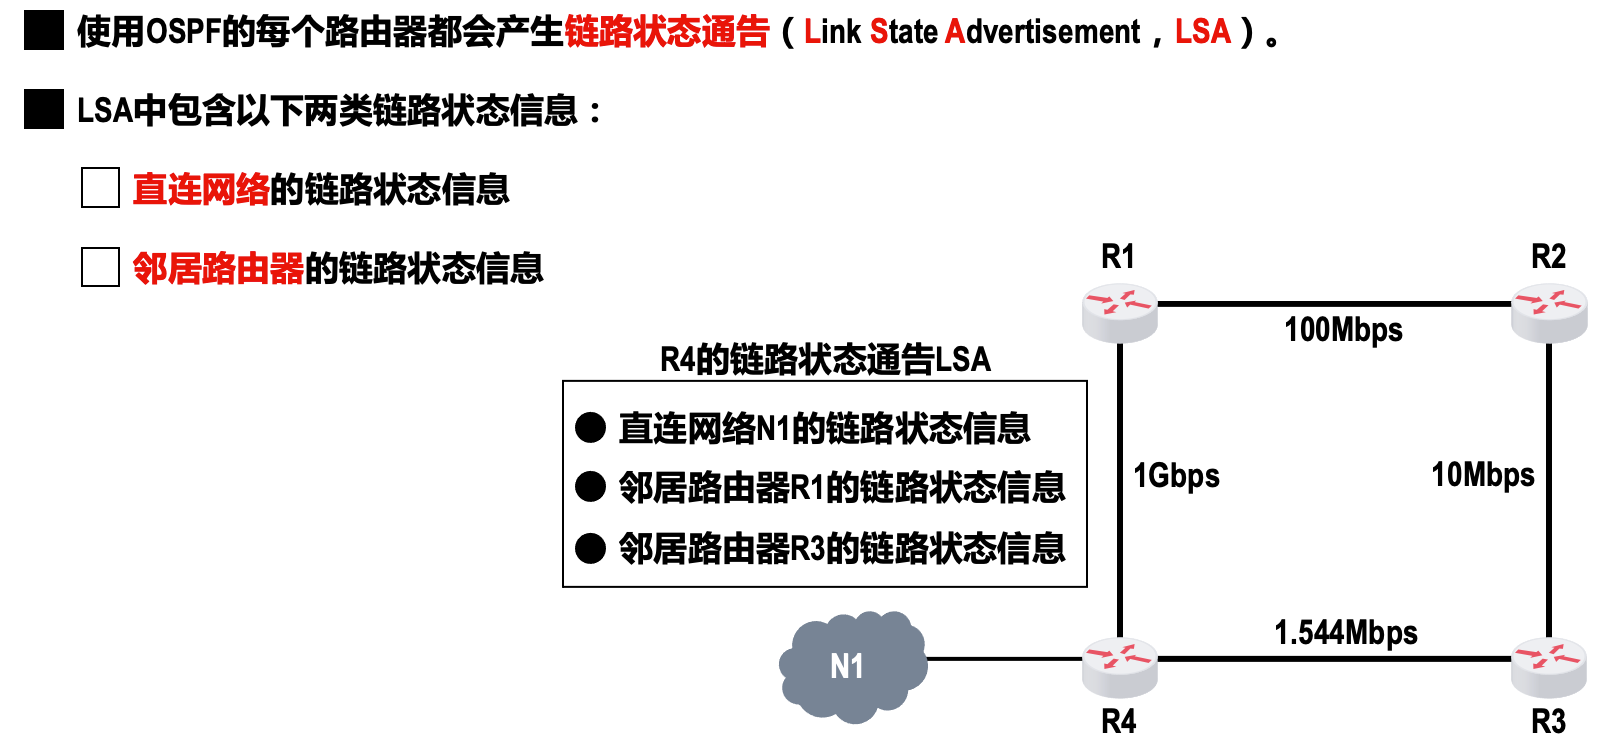 使用OSPF的每个路由器都会产生链路状态通告（Link State Advertisement，LSA）。
LSA中包含以下两类链路状态信息：
直连网络的链路状态信息
邻居路由器的链路状态信息
R1
R2
100Mbps
R4的链路状态通告LSA
直连网络N1的链路状态信息
邻居路由器R1的链路状态信息
邻居路由器R3的链路状态信息
1Gbps
10Mbps
1.544Mbps
N1
R4
R3